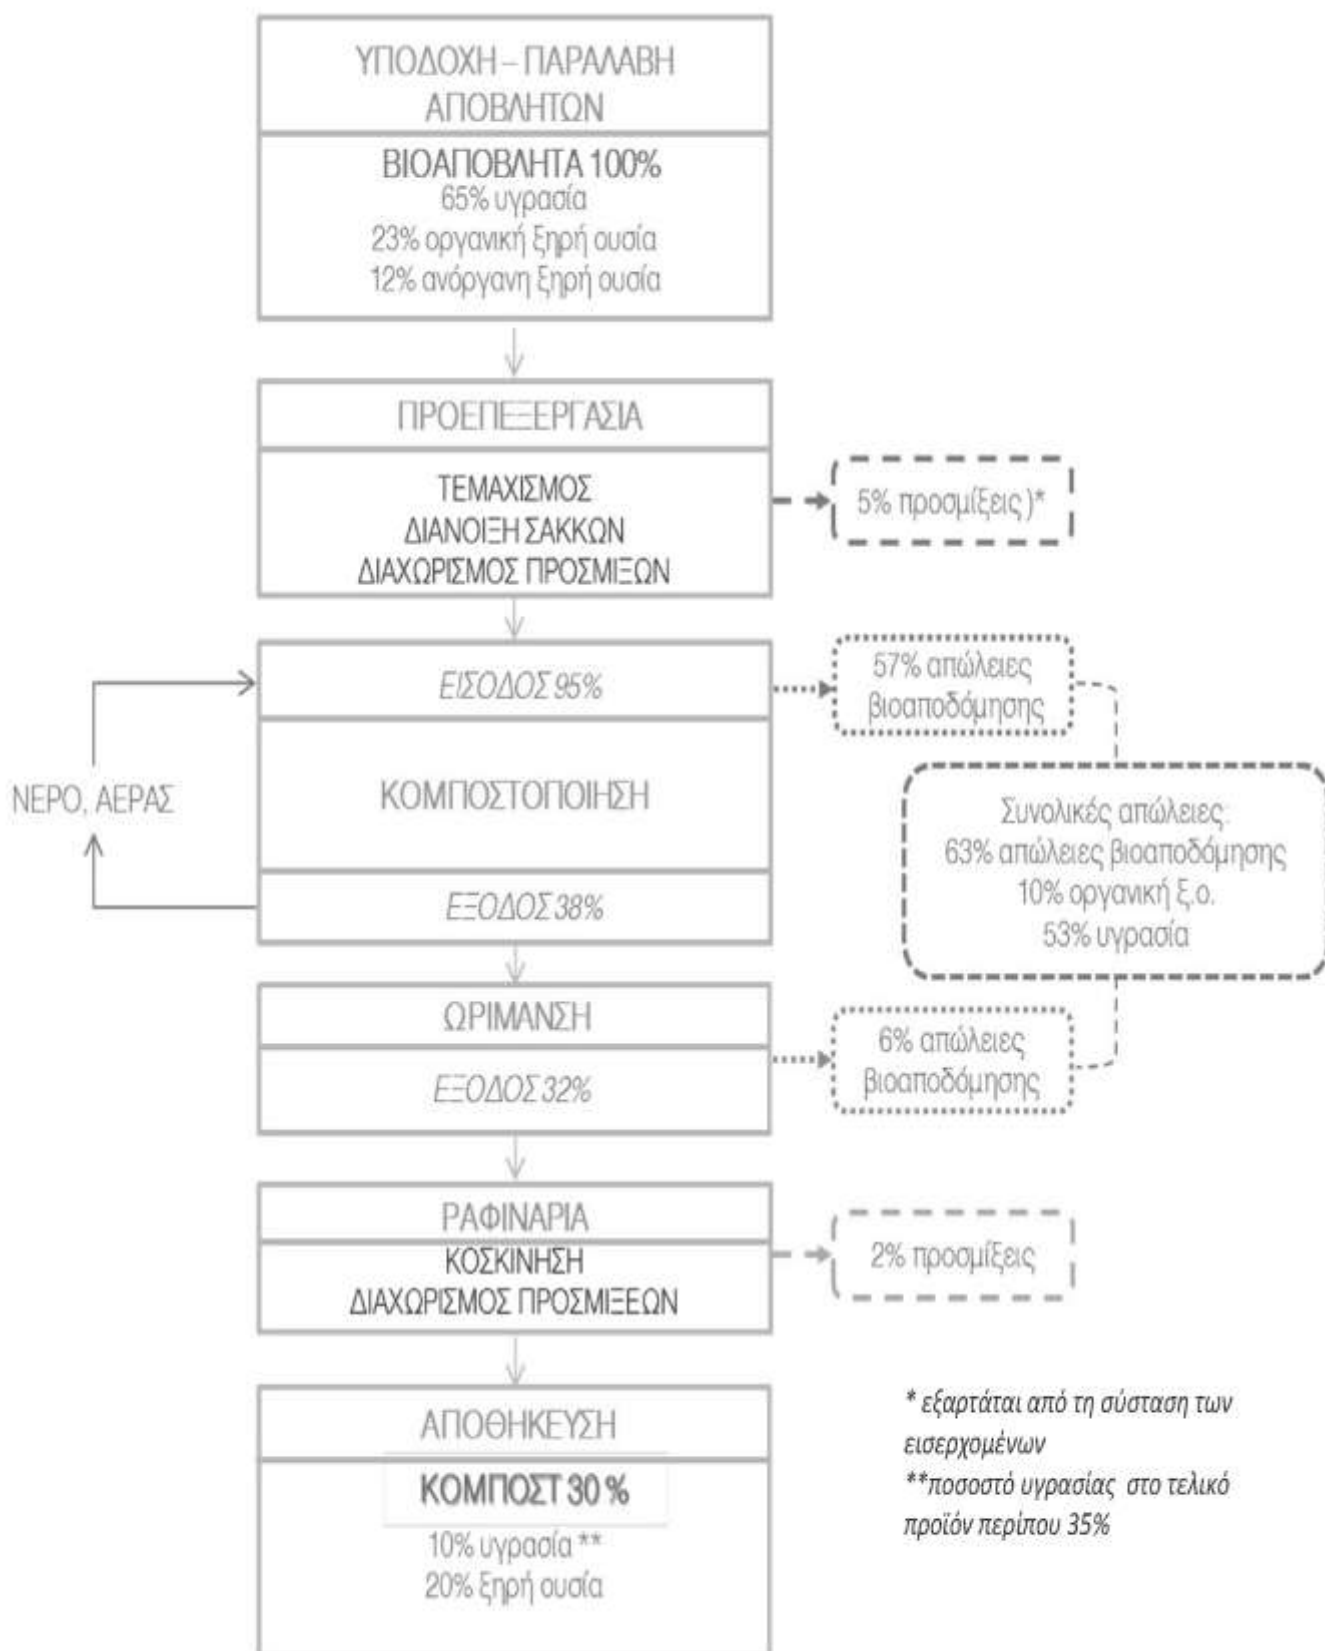 ΥΠΟΔΟΧΗ – ΠΑΡΑΛΑΒΗ
ΑΠΟΒΛΗΤΩΝ
ΒΙΟΑΠΟΒΛΗΤΑ 100%
65% υγρασία
23% οργανική ξηρή ουσία
12% ανόργανη ξηρή ουσία
ΠΡΟΕΠΕΞΕΡΓΑΣΙΑ
ΤΕΜΑΧΙΣΜΟΣ
ΔΙΑΝΟΙΞΗ ΣΑΚΚΩΝ
ΔΙΑΧΩΡΙΣΜΟΣ ΠΡΟΣΜΙΞΩΝ
5% προσμίξεις )*
ΕΙΣΟΔΟΣ 95%
57% απώλειες
βιοαποδόμησης
ΝΕΡΟ, ΑΕΡΑΣ
ΚΟΜΠΟΣΤΟΠΟΙΗΣΗ
Συνολικές απώλειες:
63% απώλειες βιοαποδόμησης
10% οργανική ξ.ο.
53% υγρασία
ΕΞΟΔΟΣ 38%
ΩΡΙΜΑΝΣΗ
ΕΞΟΔΟΣ 32%
6% απώλειες
βιοαποδόμησης
ΡΑΦΙΝΑΡΙΑ
ΚΟΣΚΙΝΗΣΗ
ΔΙΑΧΩΡΙΣΜΟΣ ΠΡΟΣΜΙΞΕΩΝ
2% προσμίξεις
ΑΠΟΘΗΚΕΥΣΗ
ΚΟΜΠΟΣΤ 30 %
10% υγρασία **
20% ξηρή ουσία
* εξαρτάται από τη σύσταση των
εισερχομένων
**ποσοστό υγρασίας στο τελικό
προϊόν περίπου 35%